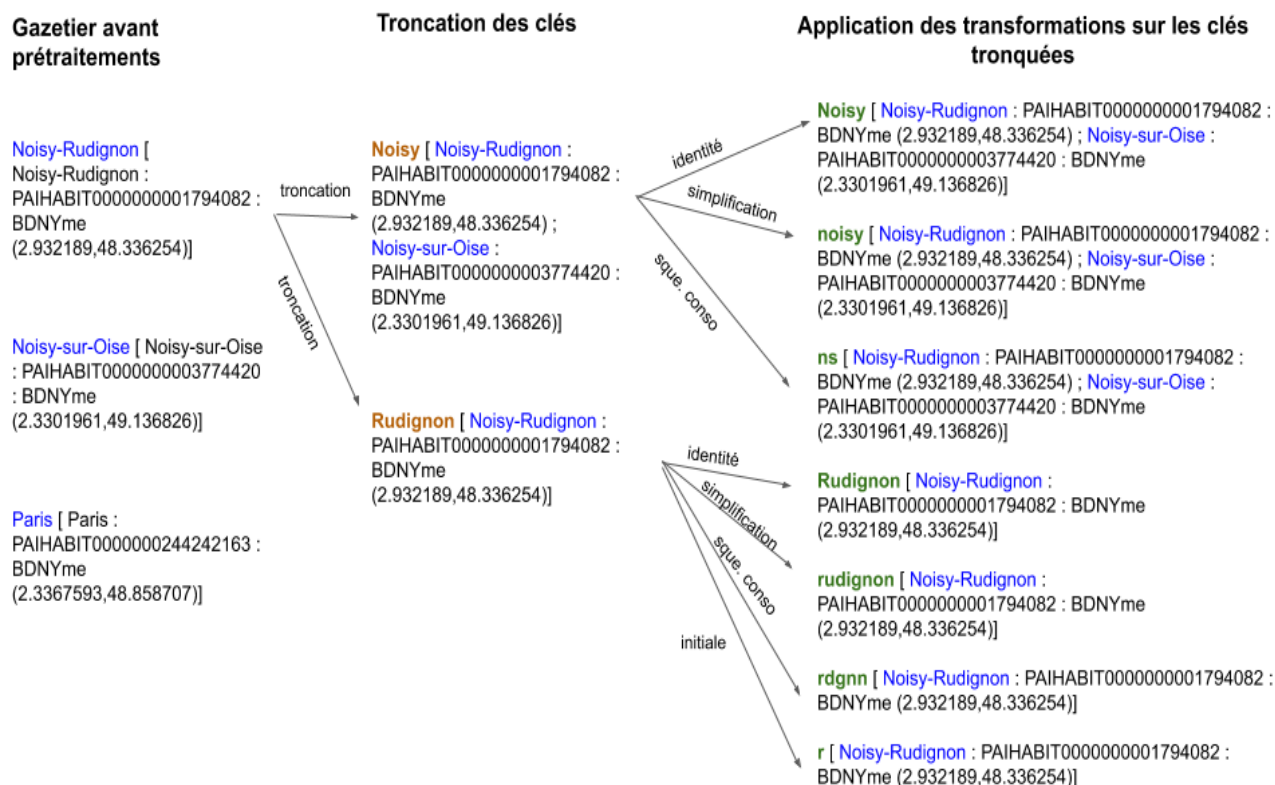 Gazetier avant
prétraitements
Noisy-Rudignon [
Noisy-Rudignon :
PAIHABIT0000000001794082 :
BDNYme
(2.932189,48.336254)]
Noisy-sur-Oise [ Noisy-sur-Oise
: PAIHABIT0000000003774420
: BDNYme
(2.3301961,49.136826)]
Paris [ Paris :
PAIHABIT0000000244242163 :
BDNYme
(2.3367593,48.858707)]
troncation
troncation
Troncation des clés
Noisy [ Noisy-Rudignon :
PAIHABIT0000000001794082 :
BDNYme
(2.932189,48.336254) ;
Noisy-sur-Oise :
PAIHABIT0000000003774420 :
BDNYme
(2.3301961,49.136826)]
Rudignon [ Noisy-Rudignon :
PAIHABIT0000000001794082 :
BDNYme
(2.932189,48.336254)]
identité
simplification
sque. conso
identité
simplification
sque. conso
initiale
Application des transformations sur les clés
tronquées
Noisy [ Noisy-Rudignon : PAIHABIT0000000001794082 :
BDNYme (2.932189,48.336254) ; Noisy-sur-Oise :
PAIHABIT0000000003774420 : BDNYme
(2.3301961,49.136826)]
noisy [ Noisy-Rudignon : PAIHABIT0000000001794082 :
BDNYme (2.932189,48.336254) ; Noisy-sur-Oise :
PAIHABIT0000000003774420 : BDNYme
(2.3301961,49.136826)]
ns [ Noisy-Rudignon : PAIHABIT0000000001794082 :
BDNYme (2.932189,48.336254) ; Noisy-sur-Oise :
PAIHABIT0000000003774420 : BDNYme
(2.3301961,49.136826)]
Rudignon [ Noisy-Rudignon :
PAIHABIT0000000001794082 : BDNYme
(2.932189,48.336254)]
rudignon [ Noisy-Rudignon :
PAIHABIT0000000001794082 : BDNYme
(2.932189,48.336254)]
rdgnn [ Noisy-Rudignon : PAIHABIT0000000001794082 :
BDNYme (2.932189,48.336254)]
r [ Noisy-Rudignon : PAIHABIT0000000001794082 :
BDNYme (2.932189,48.336254)]